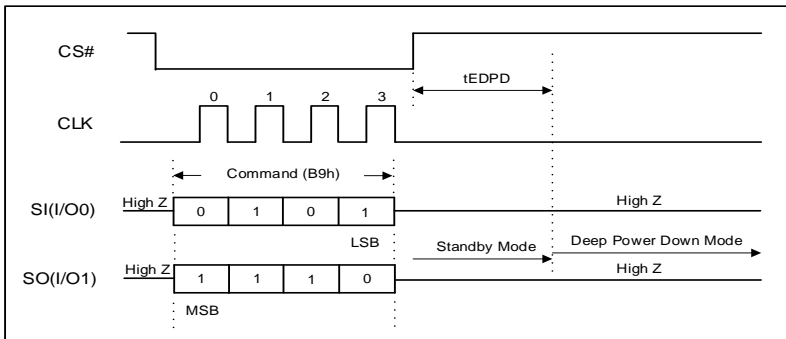 CS#
tEDPD
0 1 2 3
CLK
Command (B9h)
High Z
High Z
SI(I/O0)
0 1 0 1
LSB
Standby Mode
Deep Power Down Mode
High Z
High Z
SO(I/O1)
1 1 1 0
MSB